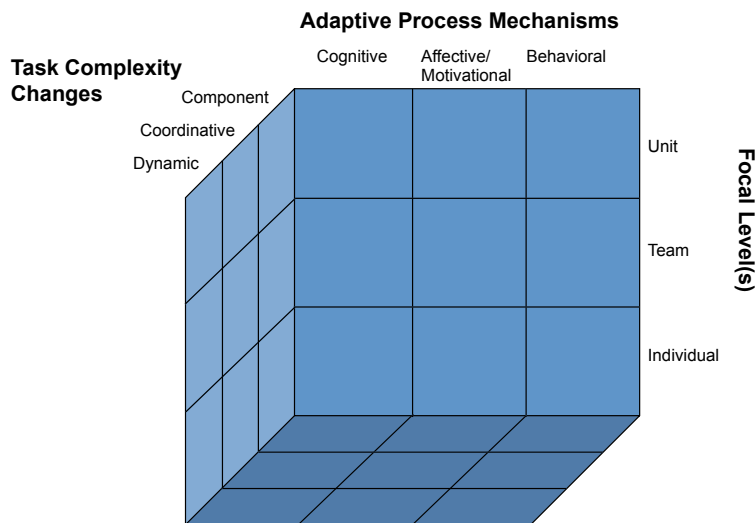 Adaptive Process Mechanisms
Cognitive
Affective/
Motivational
Behavioral
Task Complexity
Changes
Component
Coordinative
Dynamic
Unit
Team
Individual
Focal Level(s)